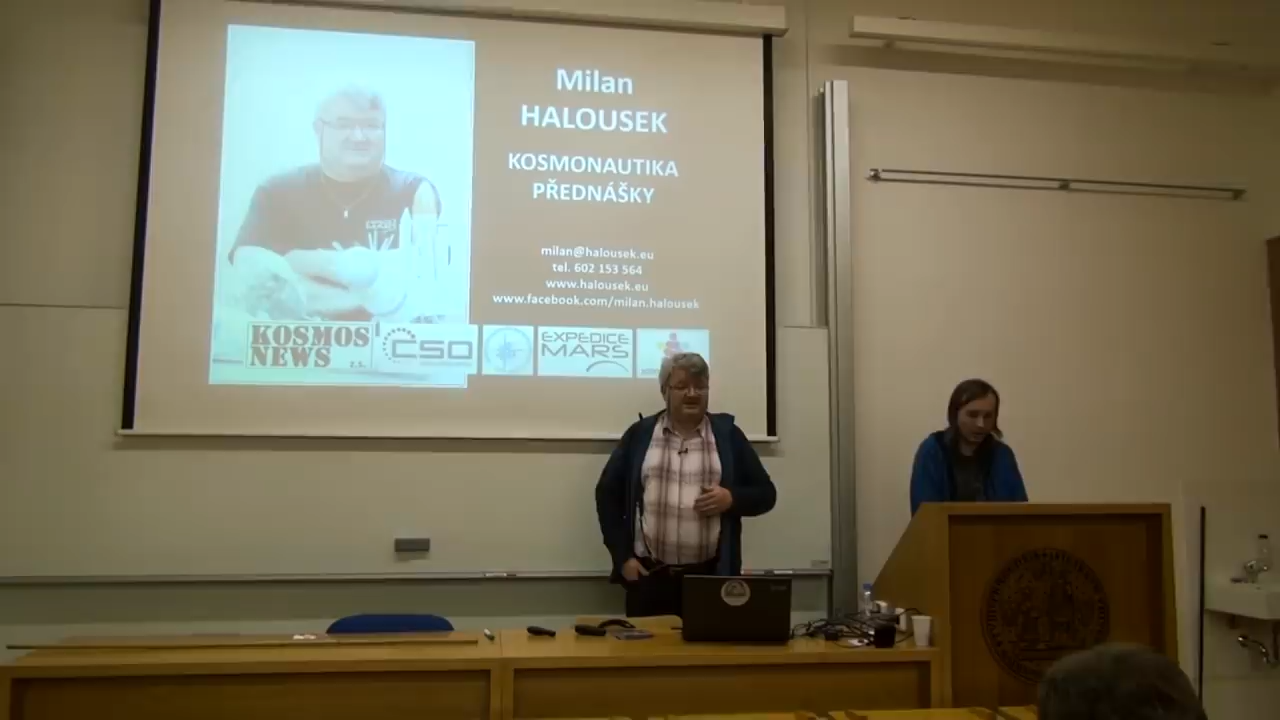 Milan
HALOUSEK
KOSMONAUTIKA
PŘEDNÁŠKY
milan@halousek.eu
tel. 602 153 564
www.halousek.eu
www.facebook.com/milan.halousek
KOSMOS
NEWS z.s.
ČSO
EXPEDICE
MARS